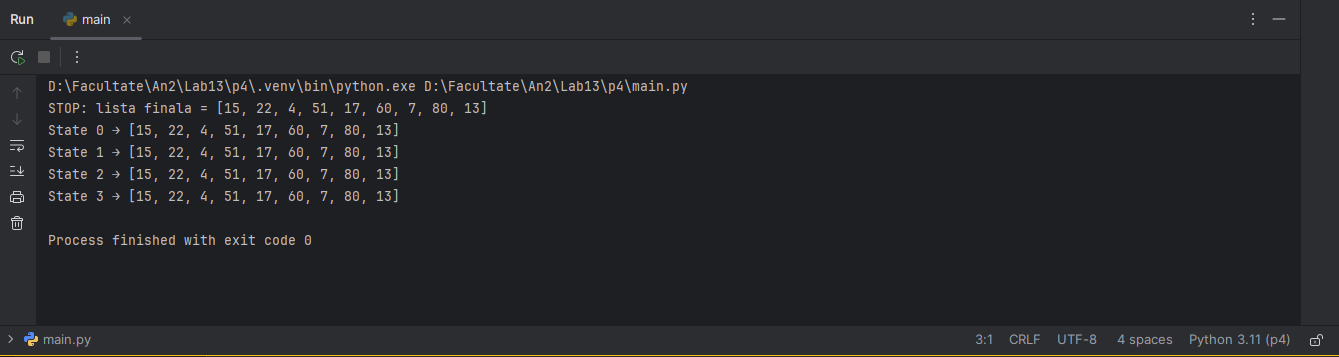 Run main
D:\Facultate\An2\Lab13\p4\.venv\bin\python.exe D:\Facultate\An2\Lab13\p4\main.py
STOP: lista finala = [15, 22, 4, 51, 17, 60, 7, 80, 13]
State 0 → [15, 22, 4, 51, 17, 60, 7, 80, 13]
State 1 → [15, 22, 4, 51, 17, 60, 7, 80, 13]
State 2 → [15, 22, 4, 51, 17, 60, 7, 80, 13]
State 3 → [15, 22, 4, 51, 17, 60, 7, 80, 13]
Process finished with exit code 0
main.py 3:1 CRLF UTF-8 4 spaces Python 3.11 (p4)